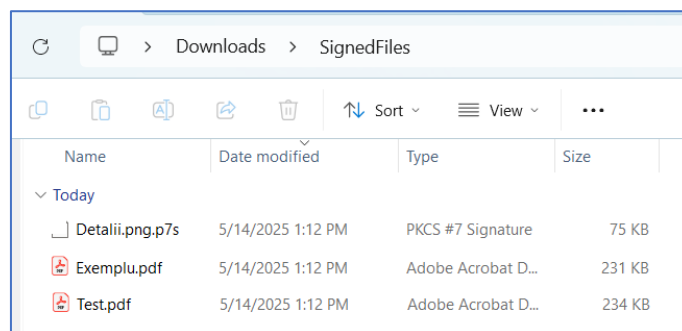 Downloads > SignedFiles
Sort View ...
Name Date modified Type Size
Today
Detalii.png.p7s 5/14/2025 1:12 PM PKCS #7 Signature 75 KB
Exemplu.pdf 5/14/2025 1:12 PM Adobe Acrobat D... 231 KB
Test.pdf 5/14/2025 1:12 PM Adobe Acrobat D... 234 KB